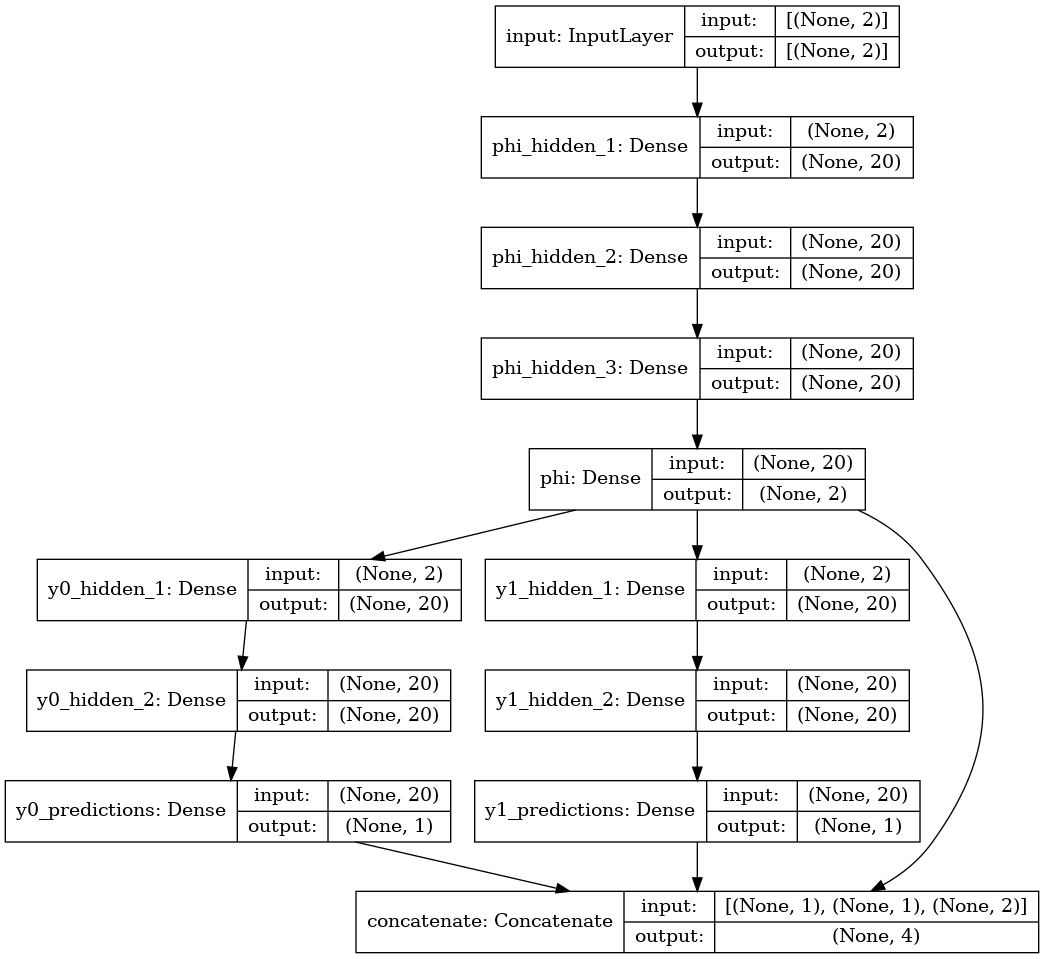 input: InputLayer
input: [(None, 2)]
output: [(None, 2)]
phi_hidden_1: Dense
input: (None, 2)
output: (None, 20)
phi_hidden_2: Dense
input: (None, 20)
output: (None, 20)
phi_hidden_3: Dense
input: (None, 20)
output: (None, 20)
phi: Dense
input: (None, 20)
output: (None, 2)
y0_hidden_1: Dense
input: (None, 2)
output: (None, 20)
y1_hidden_1: Dense
input: (None, 2)
output: (None, 20)
y0_hidden_2: Dense
input: (None, 20)
output: (None, 20)
y1_hidden_2: Dense
input: (None, 20)
output: (None, 20)
y0_predictions: Dense
input: (None, 20)
output: (None, 1)
y1_predictions: Dense
input: (None, 20)
output: (None, 1)
concatenate: Concatenate
input: [(None, 1), (None, 1), (None, 2)]
output: (None, 4)